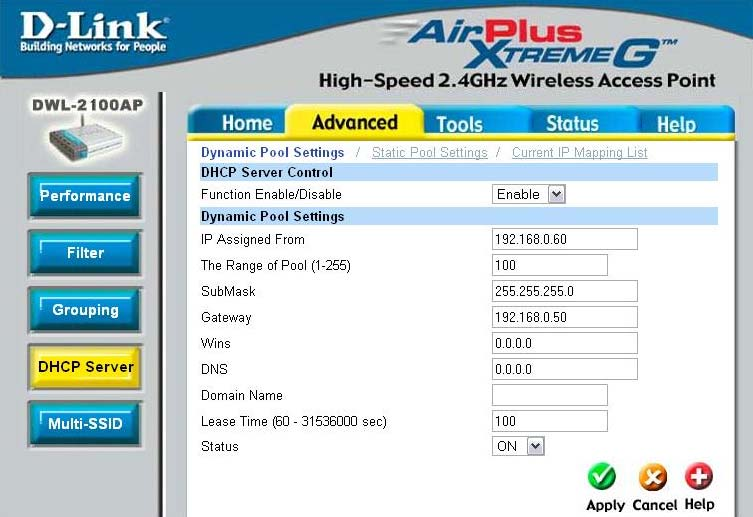 D-Link
Building Networks for People
AirPlus
XTREME G™
High-Speed 2.4GHz Wireless Access Point
DWL-2100AP
Home Advanced Tools Status Help
Performance
Filter
Grouping
DHCP Server
Multi-SSID
Dynamic Pool Settings / Static Pool Settings / Current IP Mapping List
DHCP Server Control
Function Enable/Disable Enable
Dynamic Pool Settings
IP Assigned From 192.168.0.60
The Range of Pool (1-255) 100
SubMask 255.255.255.0
Gateway 192.168.0.50
Wins 0.0.0.0
DNS 0.0.0.0
Domain Name
Lease Time (60 - 31536000 sec) 100
Status ON
Apply Cancel Help